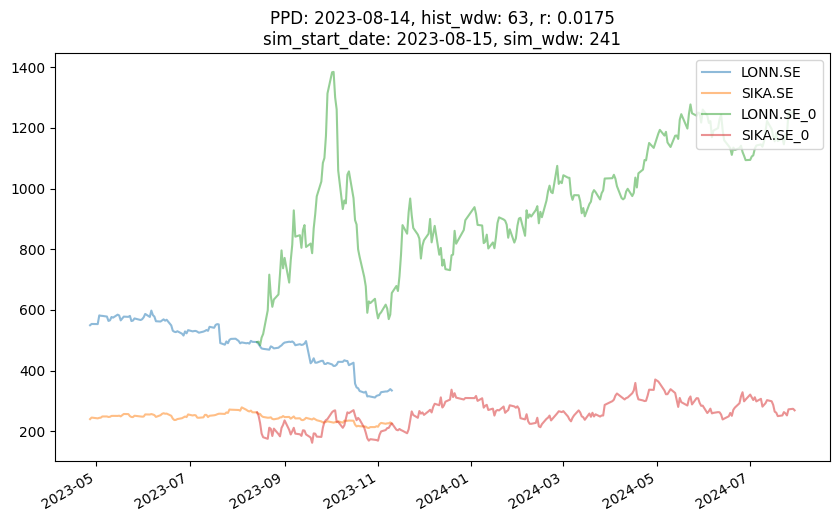 PPD: 2023-08-14, hist_wdw: 63, r: 0.0175
sim_start_date: 2023-08-15, sim_wdw: 241
1400
1200
1000
800
600
400
200
LONN.SE
SIKA.SE
LONN.SE_0
SIKA.SE_0
2023-05
2023-07
2023-09
2023-11
2024-01
2024-03
2024-05
2024-07